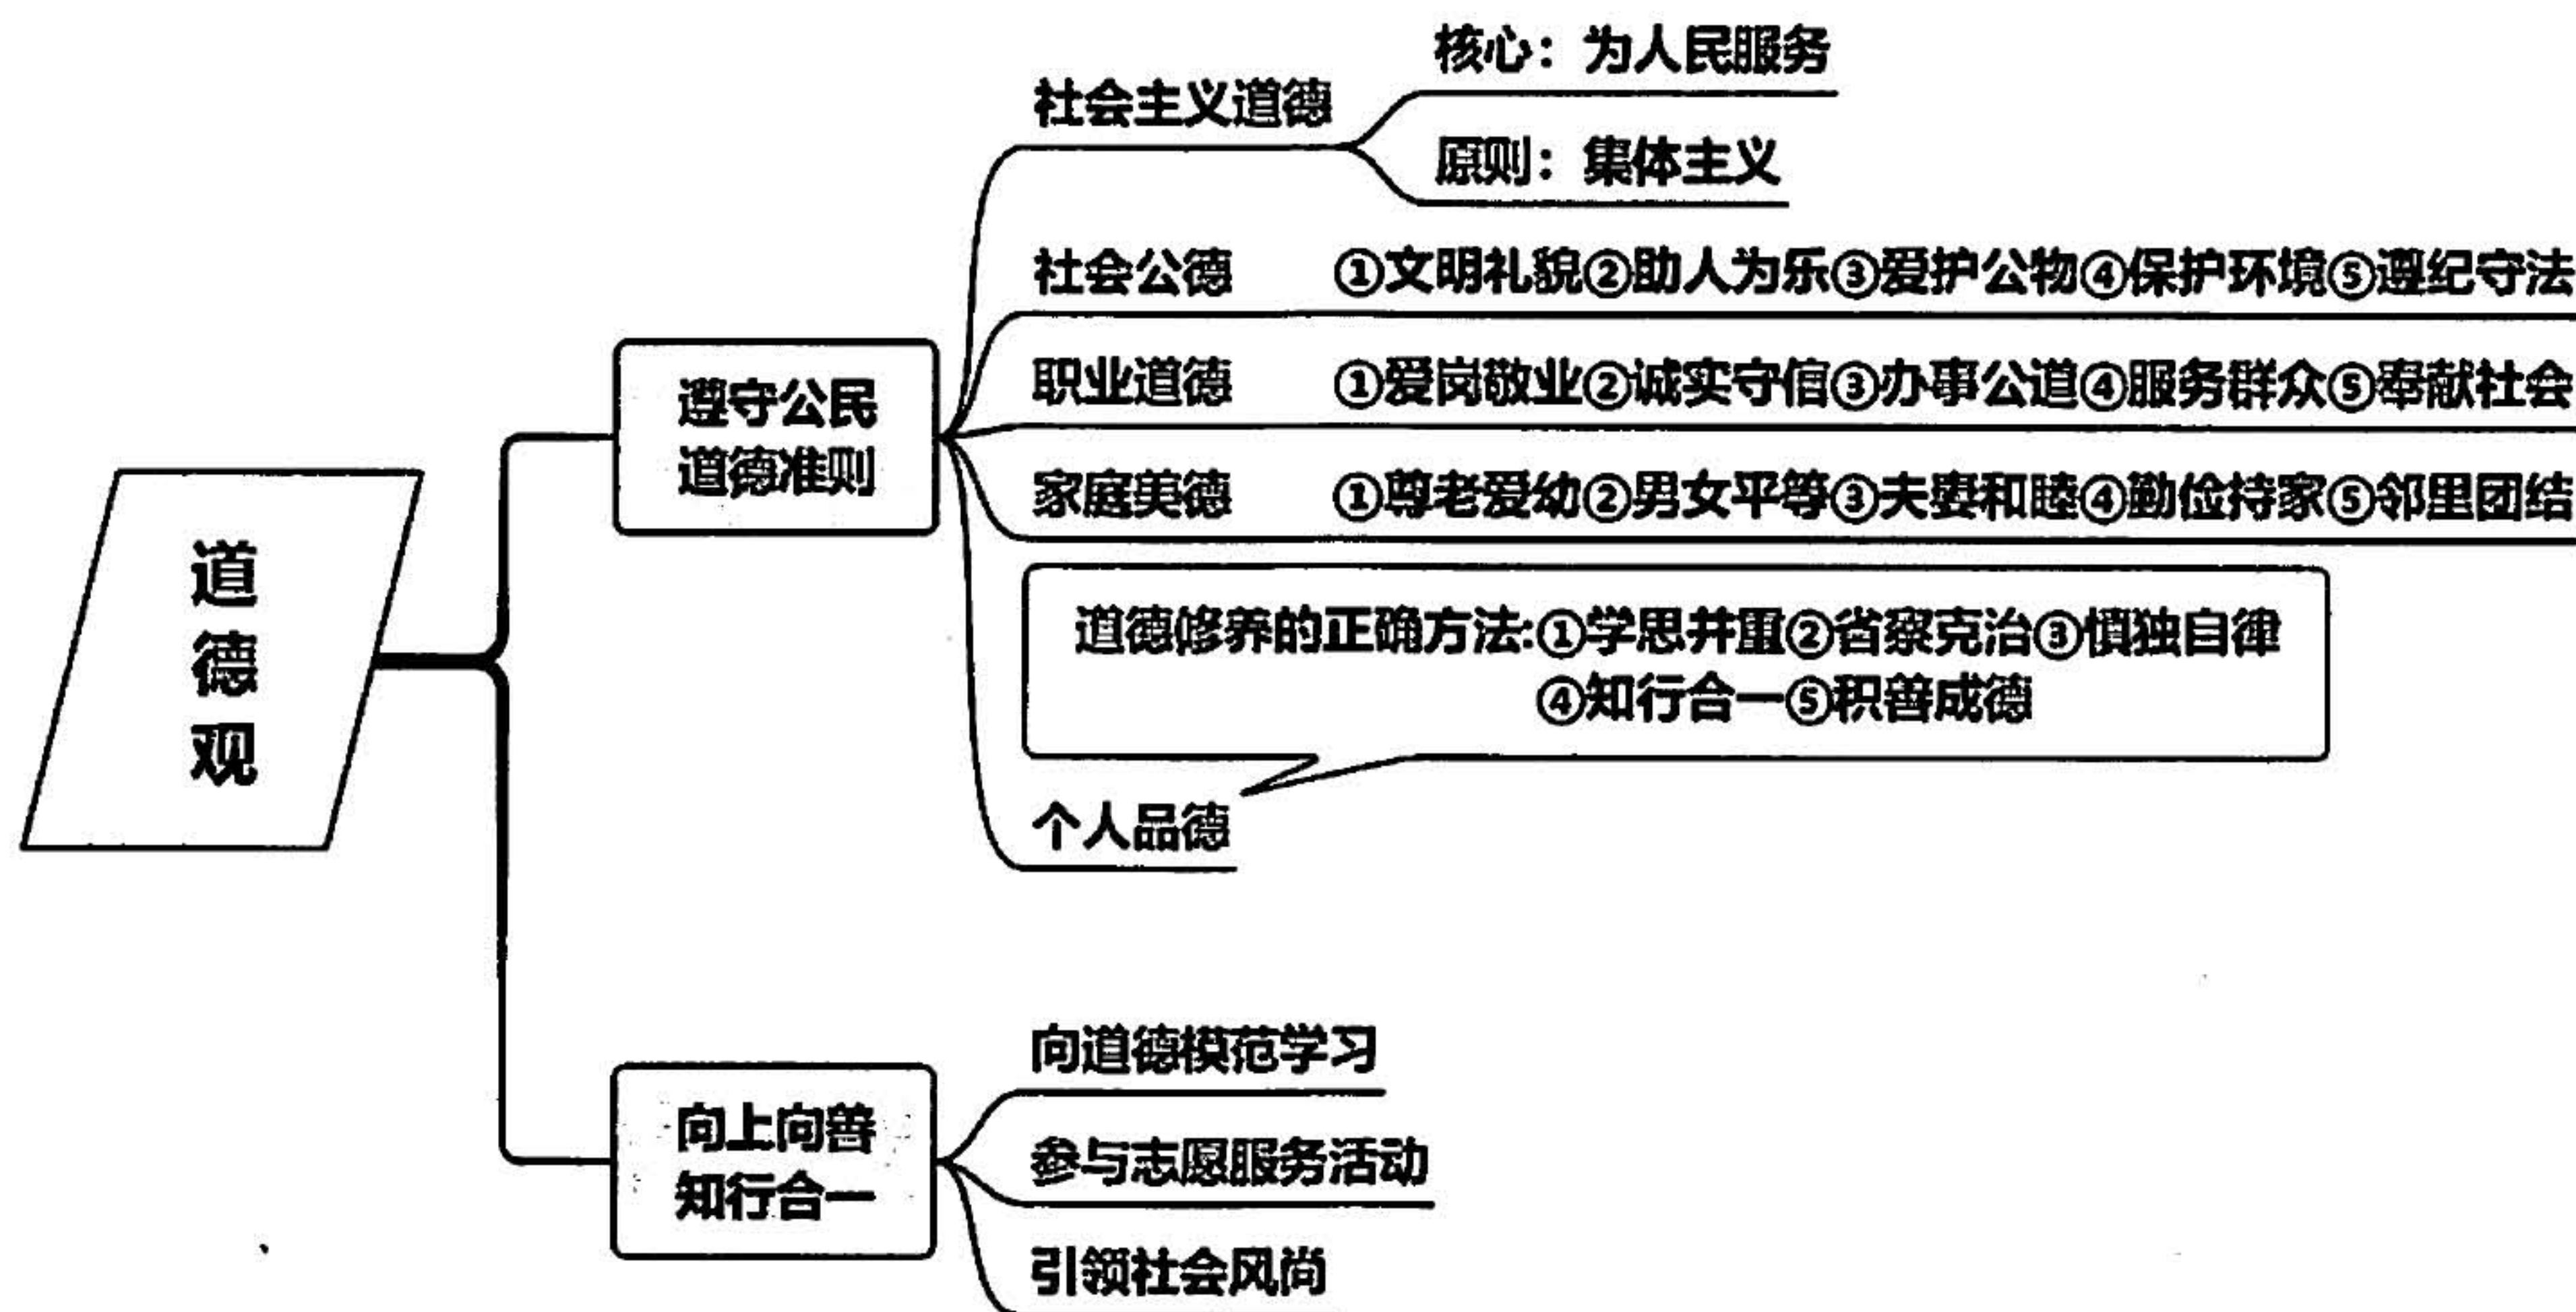 道
德
观
遵守公民
道德准则
社会主义道德
核心：为人民服务
原则：集体主义
社会公德 ①文明礼貌②助人为乐③爱护公物④保护环境⑤遵纪守法
职业道德 ①爱岗敬业②诚实守信③办事公道④服务群众⑤奉献社会
家庭美德 ①尊老爱幼②男女平等③夫妻和睦④勤俭持家⑤邻里团结
道德修养的正确方法:①学思并重②省察克治③慎独自律
④知行合一⑤积善成德
个人品德
向上向善
知行合一
向道德模范学习
参与志愿服务活动
引领社会风尚